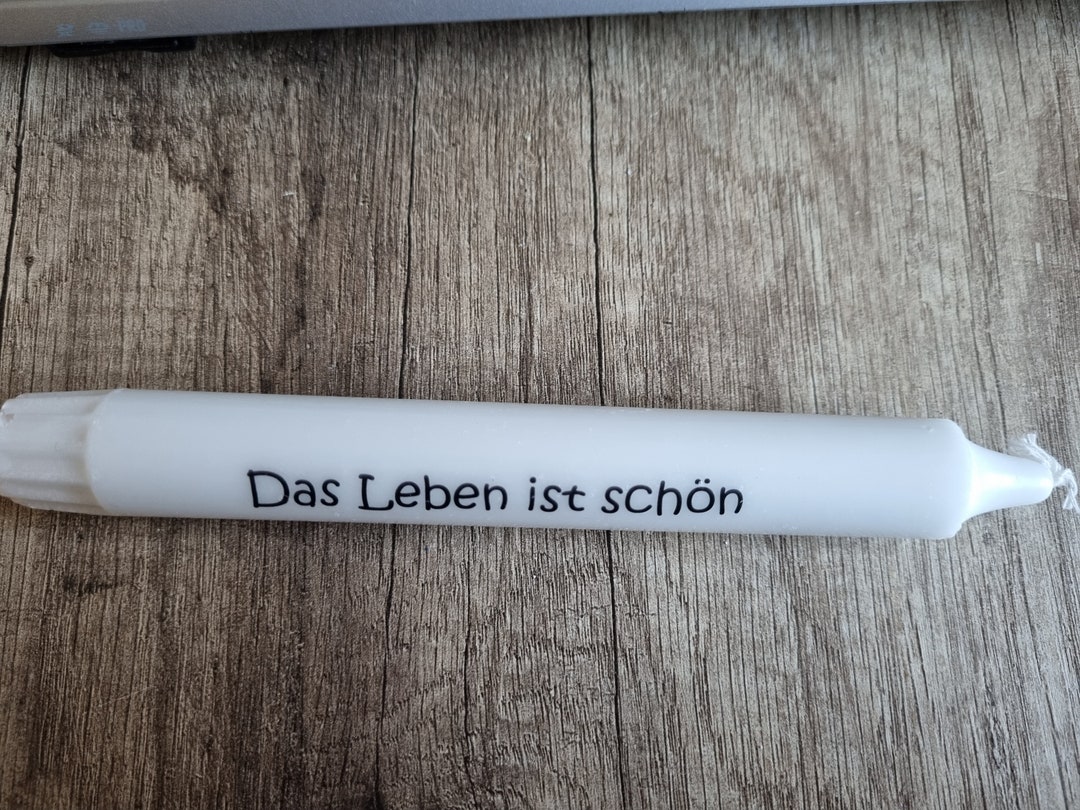 Das Leben ist schön